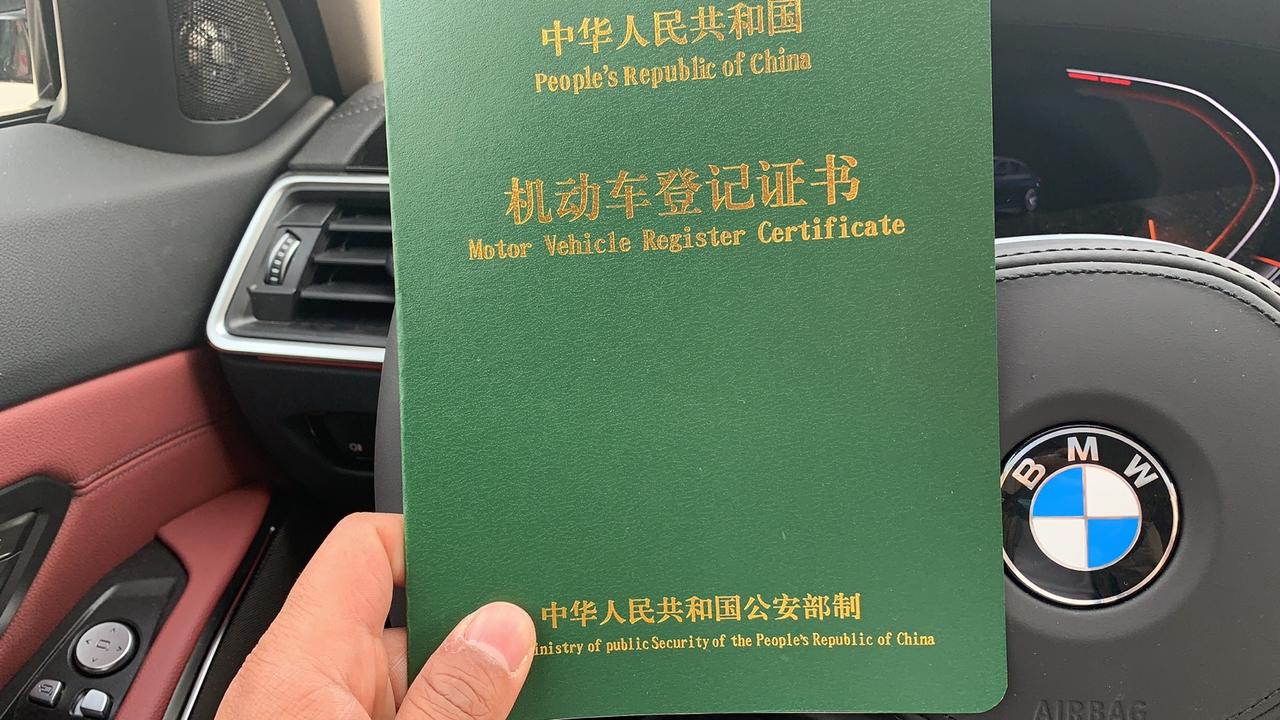 中华人民共和国
People's Republic of China
机动车登记证书
Motor Vehicle Register Certificate
BMW
中华人民共和国公安部制
inistry of public Security of the People's Republic of China
AIRBAG